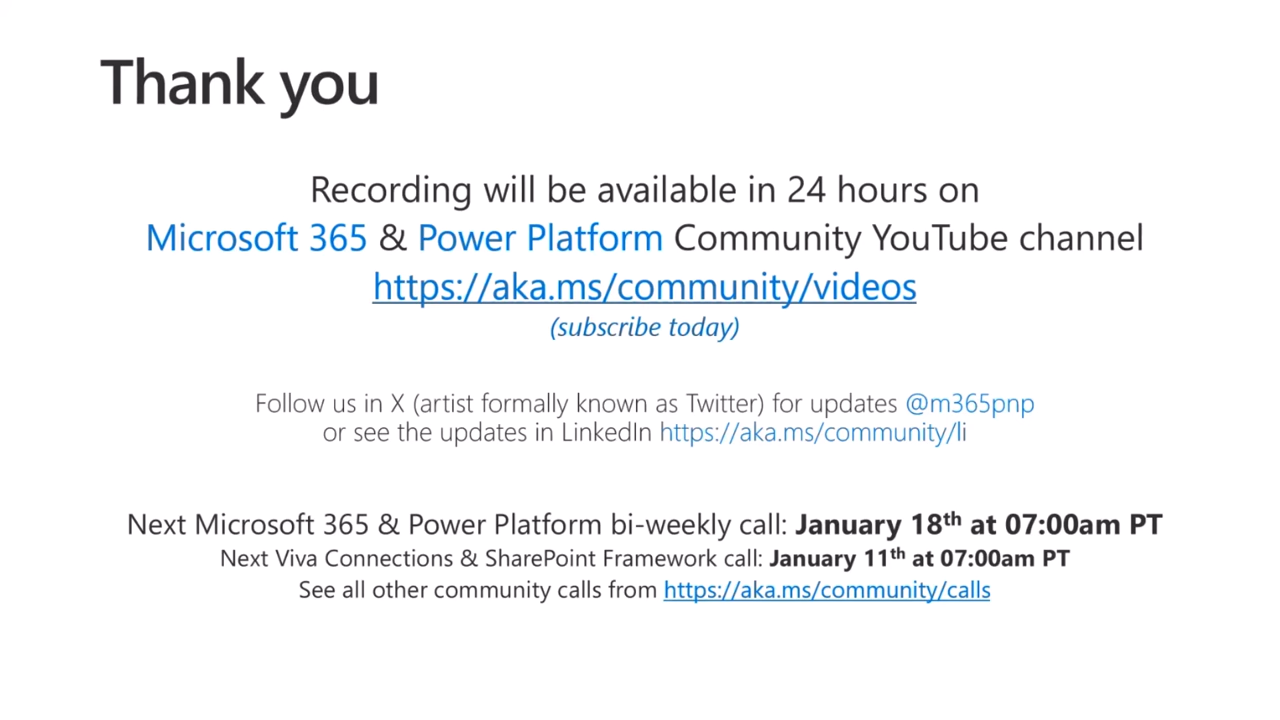 Thank you
Recording will be available in 24 hours on
Microsoft 365 & Power Platform Community YouTube channel
https://aka.ms/community/videos
(subscribe today)
Follow us in X (artist formally known as Twitter) for updates @m365pnp
or see the updates in LinkedIn https://aka.ms/community/li
Next Microsoft 365 & Power Platform bi-weekly call: January 18th at 07:00am PT
Next Viva Connections & SharePoint Framework call: January 11th at 07:00am PT
See all other community calls from https://aka.ms/community/calls